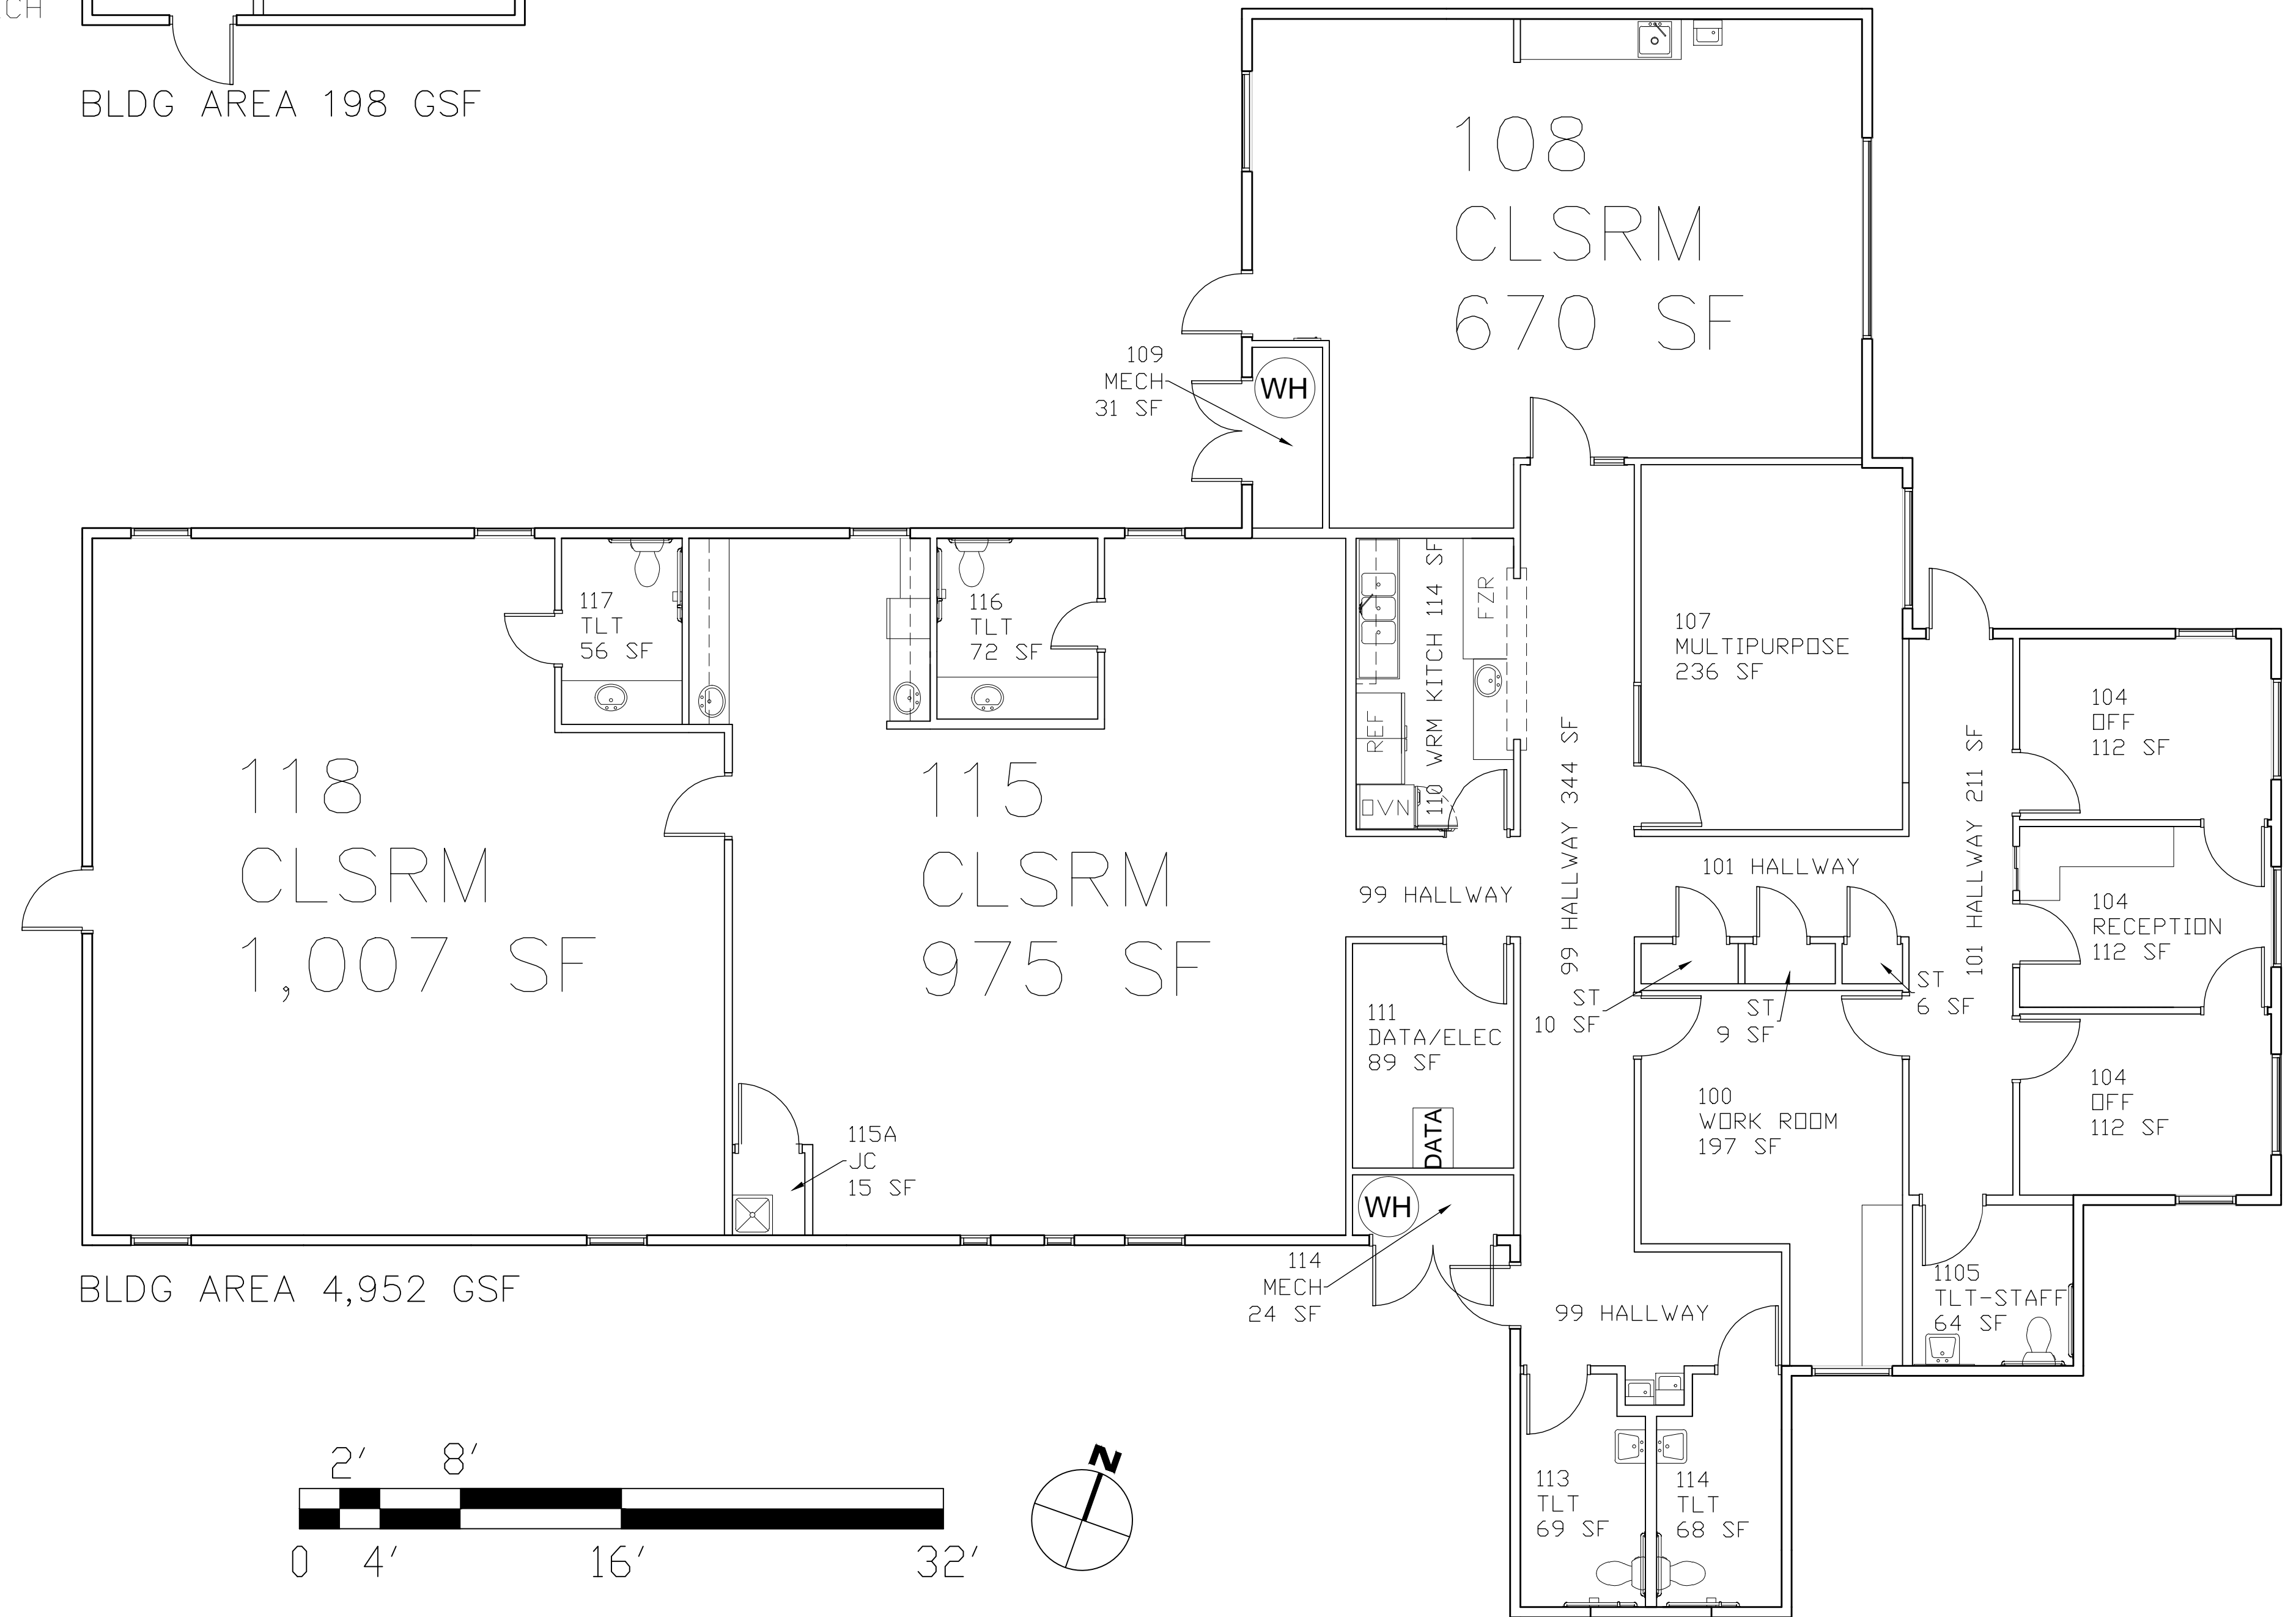 CH
BLDG AREA 198 GSF
108
CLSRM
670 SF
109
MECH
31 SF
WH
117
TLT
56 SF
116
TLT
72 SF
110 WRM KITCH 114 SF
FZR
REF
OVN
107
MULTIPURPOSE
236 SF
104
OFF
112 SF
118
CLSRM
1,007 SF
115
CLSRM
975 SF
99 HALLWAY 344 SF
101 HALLWAY 211 SF
101 HALLWAY
99 HALLWAY
104
RECEPTION
112 SF
ST
10 SF
ST
9 SF
ST
6 SF
111
DATA/ELEC
89 SF
DATA
100
WORK ROOM
197 SF
104
OFF
112 SF
115A
JC
15 SF
WH
114
MECH
24 SF
BLDG AREA 4,952 GSF
99 HALLWAY
1105
TLT-STAFF
64 SF
113
TLT
69 SF
114
TLT
68 SF
2' 8'
0 4' 16' 32'
N